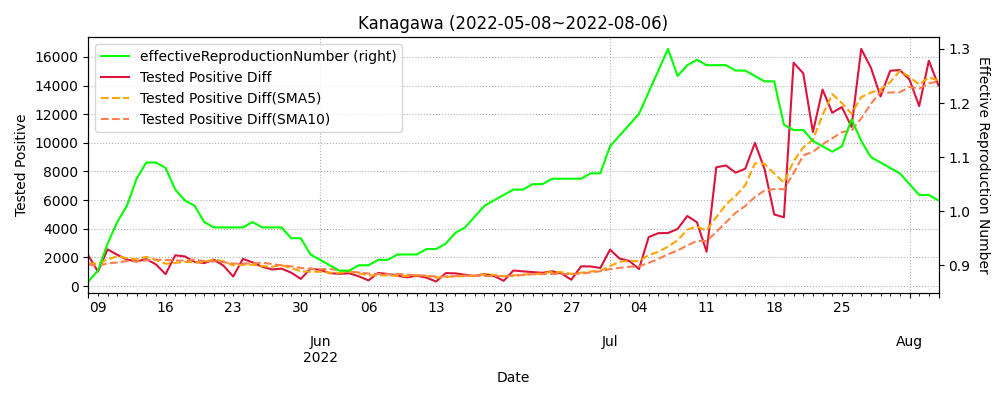 Kanagawa (2022-05-08~2022-08-06)
effectiveReproductionNumber (right)
Tested Positive Diff
Tested Positive Diff(SMA5)
Tested Positive Diff(SMA10)
Tested Positive
16000
14000
12000
10000
8000
6000
4000
2000
0
1.3
1.2
1.1
1.0
0.9
Effective Reproduction Number
09 16 23 30 06 13 20 27 04 11 18 25
Jun Jul Aug
2022
Date